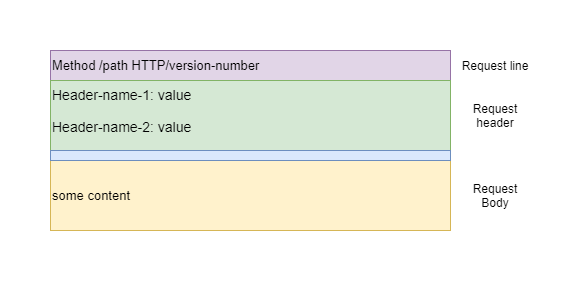 Method /path HTTP/version-number
Request line
Header-name-1: value
Header-name-2: value
Request
header
some content
Request
Body